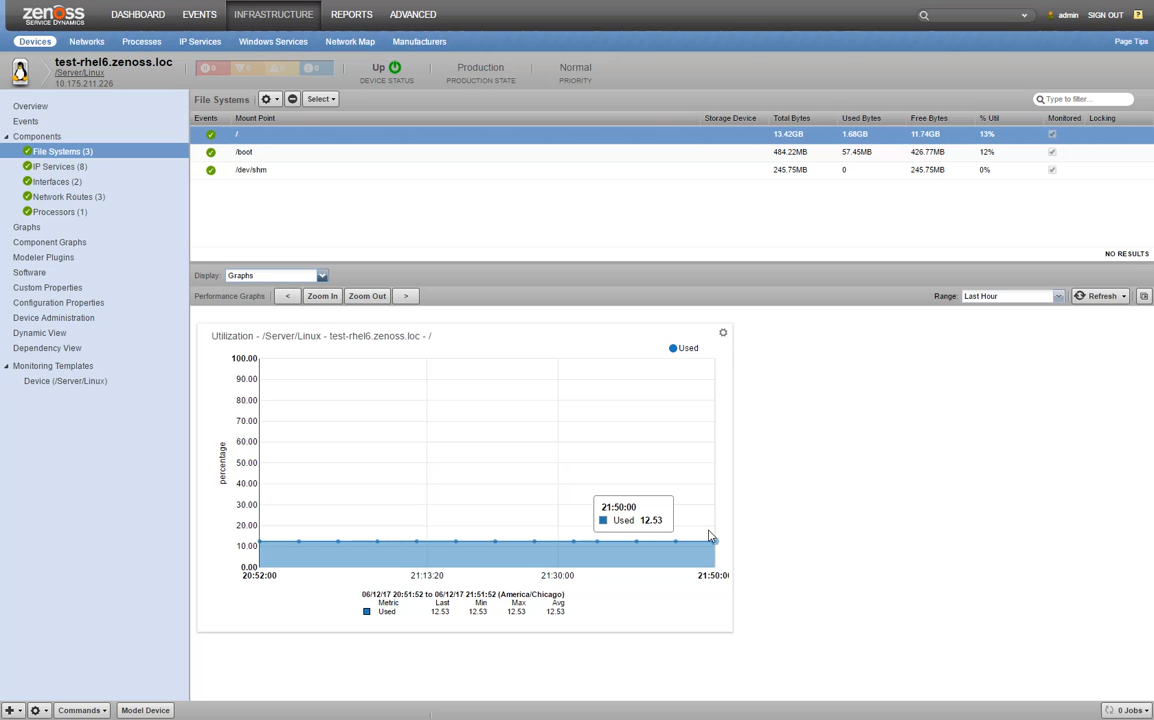 zenoss DASHBOARD EVENTS INFRASTRUCTURE REPORTS ADVANCED admin SIGN OUT ?
SERVICE DYNAMICS
Devices Networks Processes IP Services Windows Services Network Map Manufacturers Page Tips
test-rhel6.zenoss.loc
/Server/Linux
10.175.211.226
0 0 0 0
Up
DEVICE STATUS
Production
PRODUCTION STATE
Normal
PRIORITY
Overview
Events
Components
File Systems (3)
IP Services (8)
Interfaces (2)
Network Routes (3)
Processors (1)
Graphs
Component Graphs
Modeler Plugins
Software
Custom Properties
Configuration Properties
Device Administration
Dynamic View
Dependency View
Monitoring Templates
Device (/Server/Linux)
File Systems Select Type to filter...
Events Mount Point Storage Device Total Bytes Used Bytes Free Bytes % Util Monitored Locking
/ 13.42GB 1.68GB 11.74GB 13%
/boot 484.22MB 57.45MB 426.77MB 12%
/dev/shm 245.75MB 0 245.75MB 0%
NO RESULTS
Display: Graphs
Performance Graphs < Zoom In Zoom Out > Range: Last Hour Refresh
Utilization - /Server/Linux - test-rhel6.zenoss.loc - /
Used
100.00
90.00
80.00
70.00
60.00
50.00
40.00
30.00
20.00
10.00
0.00
percentage
21:50:00
Used 12.53
20:52:00 21:13:20 21:30:00 21:50:0
06/12/17 20:51:52 to 06/12/17 21:51:52 (America/Chicago)
Metric Last Min Max Avg
Used 12.53 12.53 12.53 12.53
Commands Model Device 0 Jobs